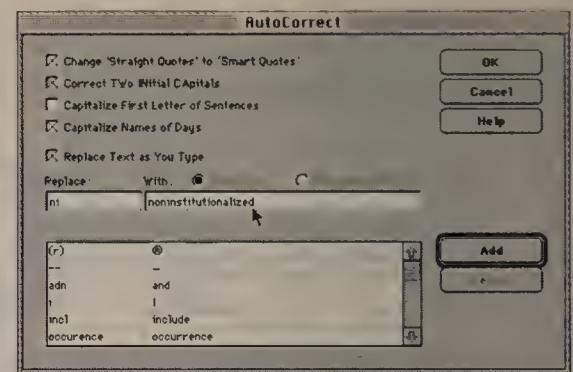 AutoCorrect
Change 'Straight Quotes' to 'Smart Quotes'
Correct TWo INitial CApitals
Capitalize First Letter of Sentences
Capitalize Names of Days
Replace Text as You Type
Replace: With:
ni noninstitutionalized
(r) ®
-- –
adn and
i I
incl include
occurence occurrence
OK
Cancel
Help
Add